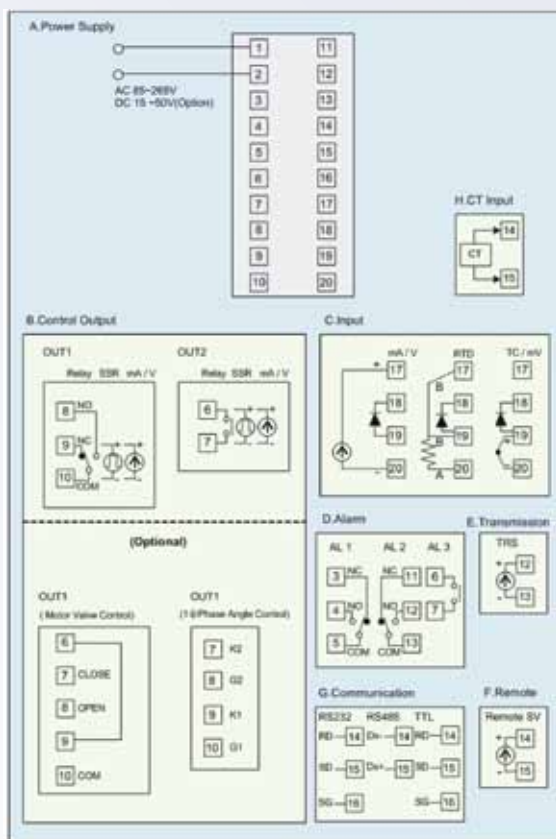 A.Power Supply
1 11
2 12
AC 85~265V
DC 15 ~50V(Option)
3 13
4 14
5 15
6 16
7 17
8 18
9 19
10 20
H.CT Input
14
CT
15
B.Control Output
OUT1
Relay SSR mA / V
8 NO
9 NC
10 COM
OUT2
Relay SSR mA / V
6
7
(Optional)
OUT1
( Motor Valve Control)
6
7 CLOSE
8 OPEN
9
10 COM
OUT1
(1ϕPhase Angle Control)
7 K2
8 G2
9 K1
10 G1
C.Input
mA / V RTD TC / mV
+ 17 17 17
B
18 18 18
19 B 19 19
- 20 A 20 20
D.Alarm
AL 1 AL 2 AL 3
3 NC NC 11 6
4 NO NO 12 7
5 COM COM 13
E.Transmission
TRS
+ 12
- 13
G.Communication
RS232 RS485 TTL
RD 14 Dx- 14 RD 14
SD 15 Dx+ 15 SD 15
SG 16 SG 16
F.Remote
Remote SV
+ 14
- 15